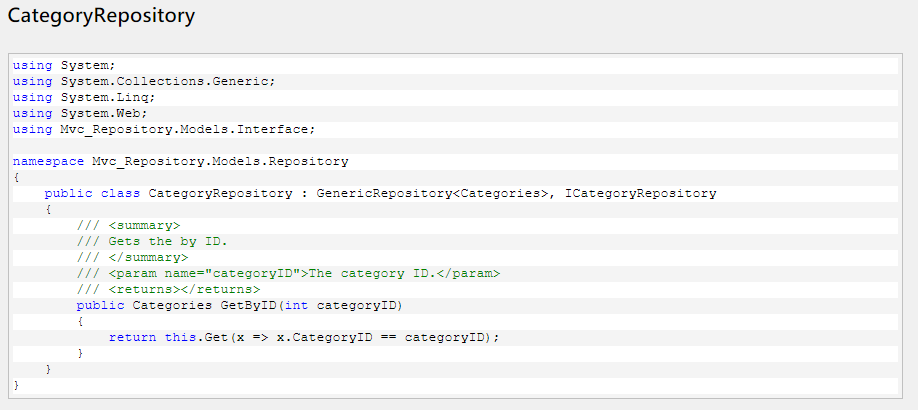 CategoryRepository
using System;
using System.Collections.Generic;
using System.Linq;
using System.Web;
using Mvc_Repository.Models.Interface;

namespace Mvc_Repository.Models.Repository
{
    public class CategoryRepository : GenericRepository<Categories>, ICategoryRepository
    {
        /// <summary>
        /// Gets the by ID.
        /// </summary>
        /// <param name="categoryID">The category ID.</param>
        /// <returns></returns>
        public Categories GetByID(int categoryID)
        {
            return this.Get(x => x.CategoryID == categoryID);
        }
    }
}